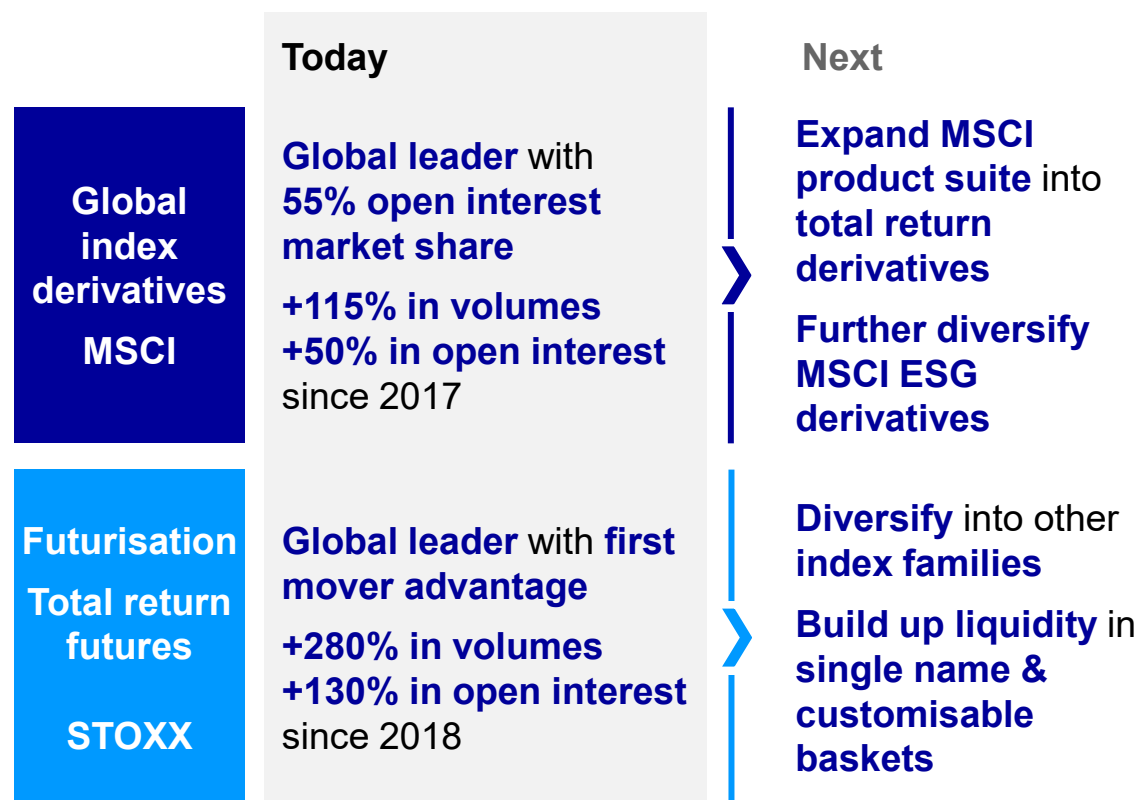 Today
Next
Global
index
derivatives
MSCI
Global leader with
55% open interest
market share
+115% in volumes
+50% in open interest
since 2017
Expand MSCI
product suite into
total return
derivatives
Further diversify
MSCI ESG
derivatives
Futurisation
Total return
futures
STOXX
Global leader with first
mover advantage
+280% in volumes
+130% in open interest
since 2018
Diversify into other
index families
Build up liquidity in
single name &
customisable
baskets